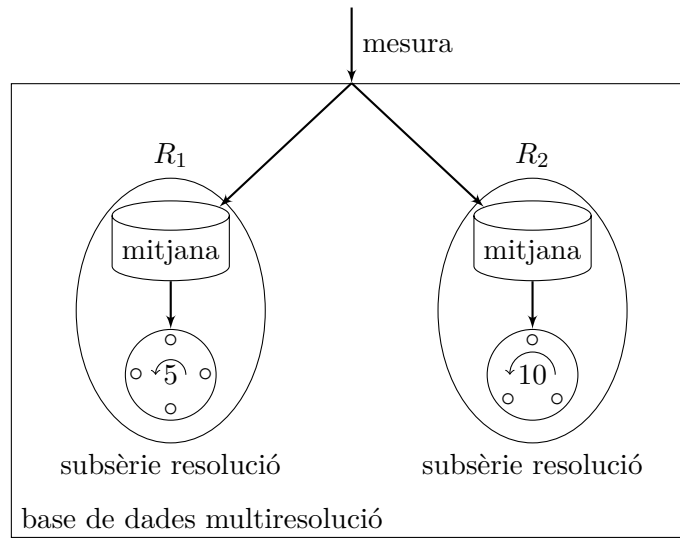 mesura
R₁
R₂
mitjana
mitjana
5
10
subsèrie resolució
subsèrie resolució
base de dades multiresolució